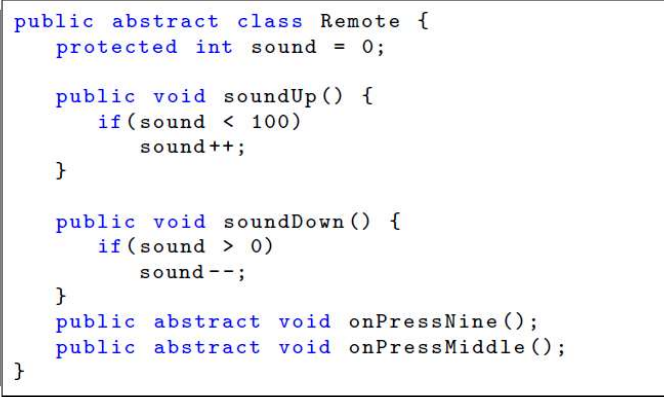 public abstract class Remote {
protected int sound = 0;
public void soundUp() {
if(sound < 100)
sound++;
}
public void soundDown() {
if(sound > 0)
sound--;
}
public abstract void onPressNine();
public abstract void onPressMiddle();
}